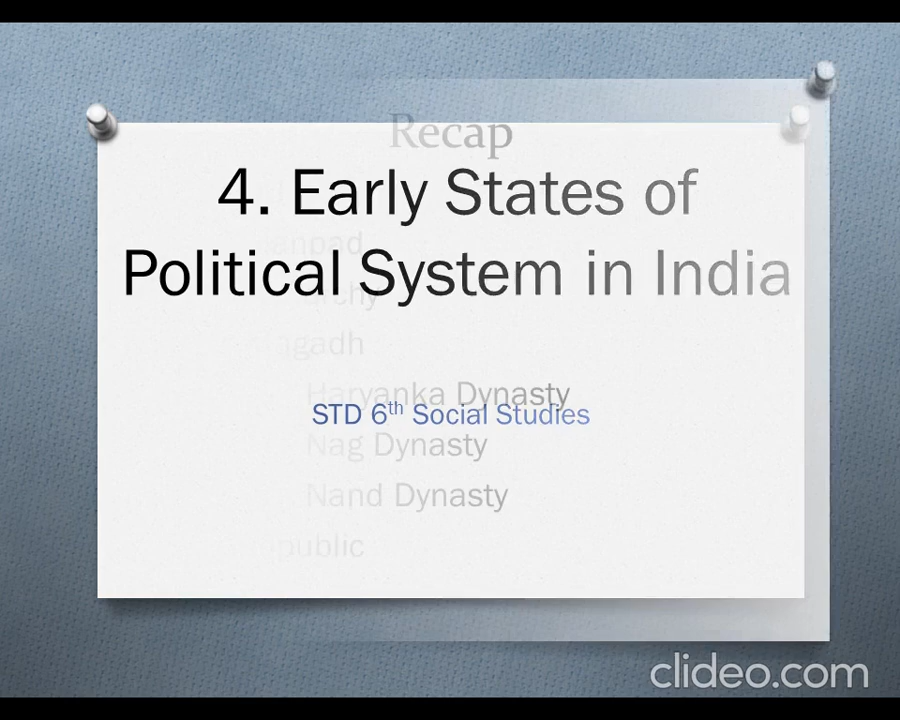 Recap
4. Early States of
Political System in India
Haryanka Dynasty
STD 6th Social Studies
Nag Dynasty
Nand Dynasty
clideo.com